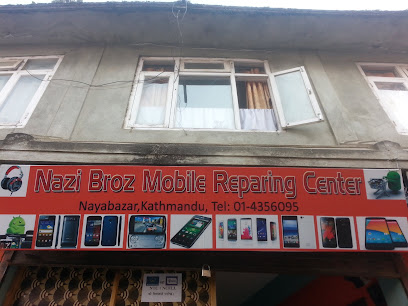 Nazi Broz Mobile Reparing Center
Nayabazar,Kathmandu, Tel: 01-4356095